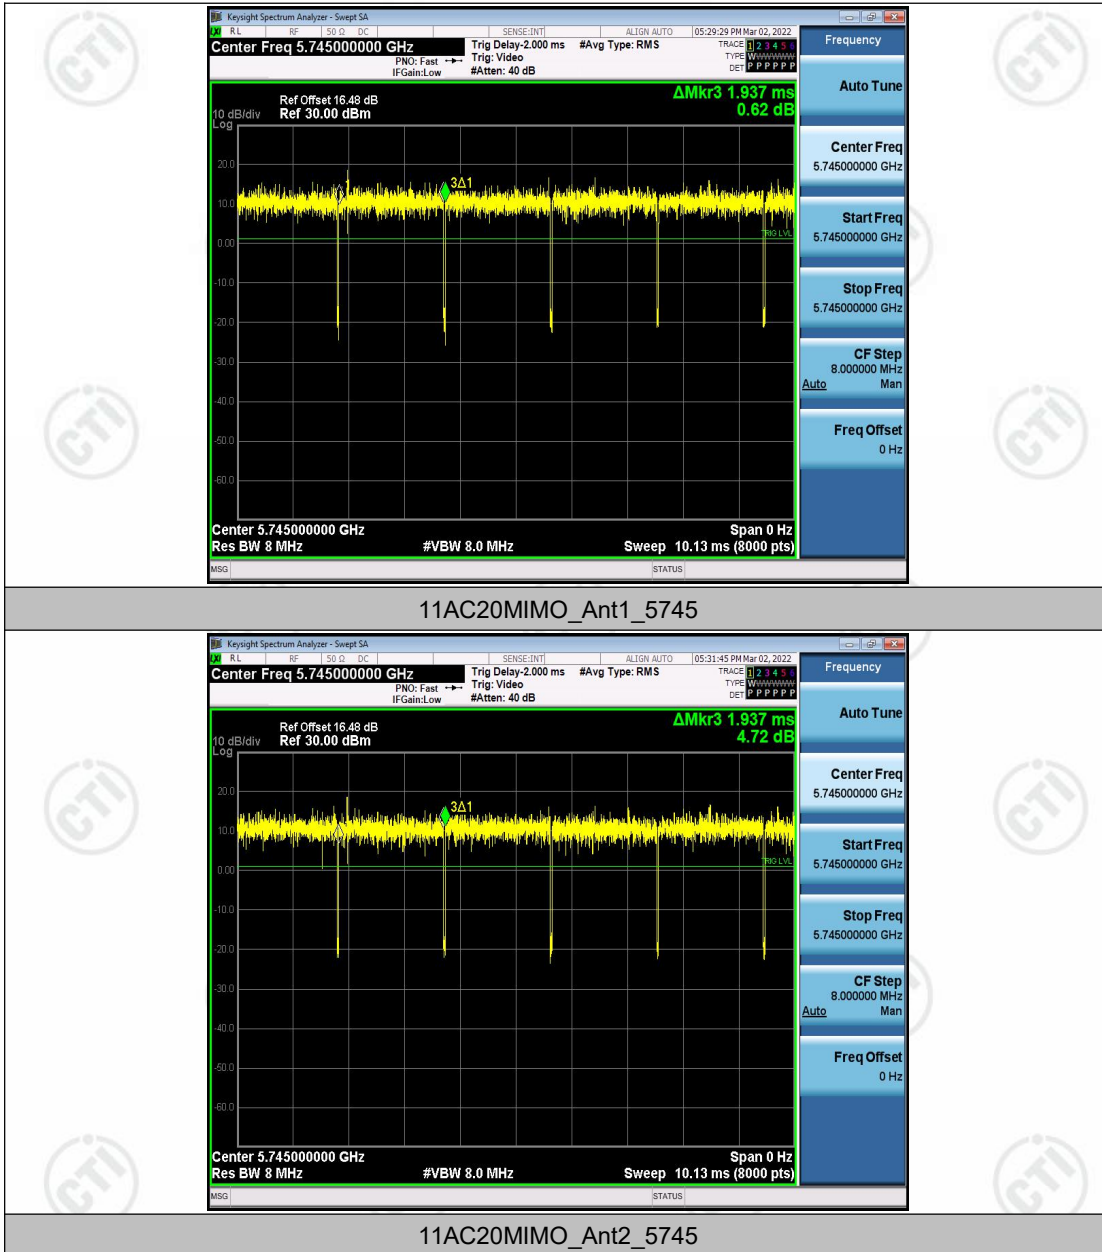 Keysight Spectrum Analyzer - Swept SA
LXI RL RF 50 Ω DC SENSE:INT ALIGN AUTO 05:29:29 PM Mar 02, 2022
Center Freq 5.745000000 GHz Trig Delay-2.000 ms #Avg Type: RMS TRACE 1 2 3 4 5 6
PNO: Fast Trig: Video TYPE WWWWWW
IFGain:Low #Atten: 40 dB DET P P P P P P
Frequency
ΔMkr3 1.937 ms
0.62 dB
Ref Offset 16.48 dB
10 dB/div Ref 30.00 dBm
Log
20.0
10.0
0.00
-10.0
-20.0
-30.0
-40.0
-50.0
-60.0
3Δ1
TRIG LVL
Center 5.745000000 GHz Span 0 Hz
Res BW 8 MHz #VBW 8.0 MHz Sweep 10.13 ms (8000 pts)
MSG STATUS
Auto Tune
Center Freq
5.745000000 GHz
Start Freq
5.745000000 GHz
Stop Freq
5.745000000 GHz
CF Step
8.000000 MHz
Auto Man
Freq Offset
0 Hz
11AC20MIMO_Ant1_5745
Keysight Spectrum Analyzer - Swept SA
LXI RL RF 50 Ω DC SENSE:INT ALIGN AUTO 05:31:45 PM Mar 02, 2022
Center Freq 5.745000000 GHz Trig Delay-2.000 ms #Avg Type: RMS TRACE 1 2 3 4 5 6
PNO: Fast Trig: Video TYPE WWWWWW
IFGain:Low #Atten: 40 dB DET P P P P P P
Frequency
ΔMkr3 1.937 ms
4.72 dB
Ref Offset 16.48 dB
10 dB/div Ref 30.00 dBm
Log
20.0
10.0
0.00
-10.0
-20.0
-30.0
-40.0
-50.0
-60.0
3Δ1
TRIG LVL
Center 5.745000000 GHz Span 0 Hz
Res BW 8 MHz #VBW 8.0 MHz Sweep 10.13 ms (8000 pts)
MSG STATUS
Auto Tune
Center Freq
5.745000000 GHz
Start Freq
5.745000000 GHz
Stop Freq
5.745000000 GHz
CF Step
8.000000 MHz
Auto Man
Freq Offset
0 Hz
11AC20MIMO_Ant2_5745
CTI
CTI
CTI
CTI
CTI
CTI
CTI
CTI